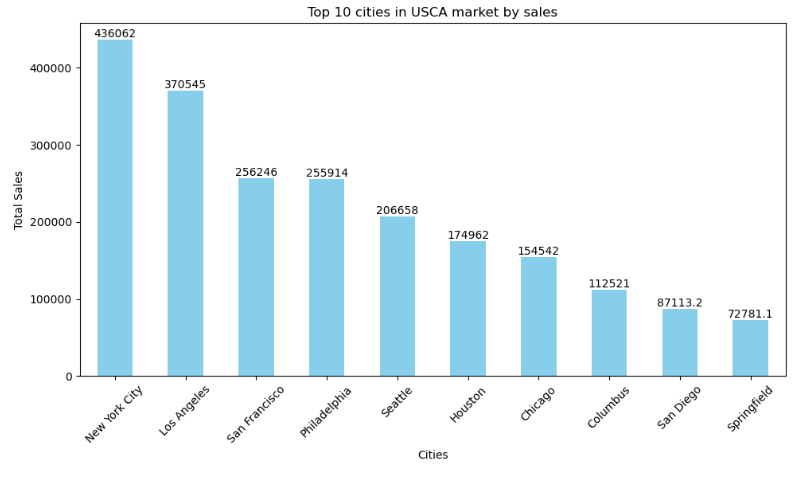 Top 10 cities in USCA market by sales
Total Sales
400000
300000
200000
100000
0
436062
370545
256246
255914
206658
174962
154542
112521
87113.2
72781.1
New York City
Los Angeles
San Francisco
Philadelphia
Seattle
Houston
Chicago
Columbus
San Diego
Springfield
Cities